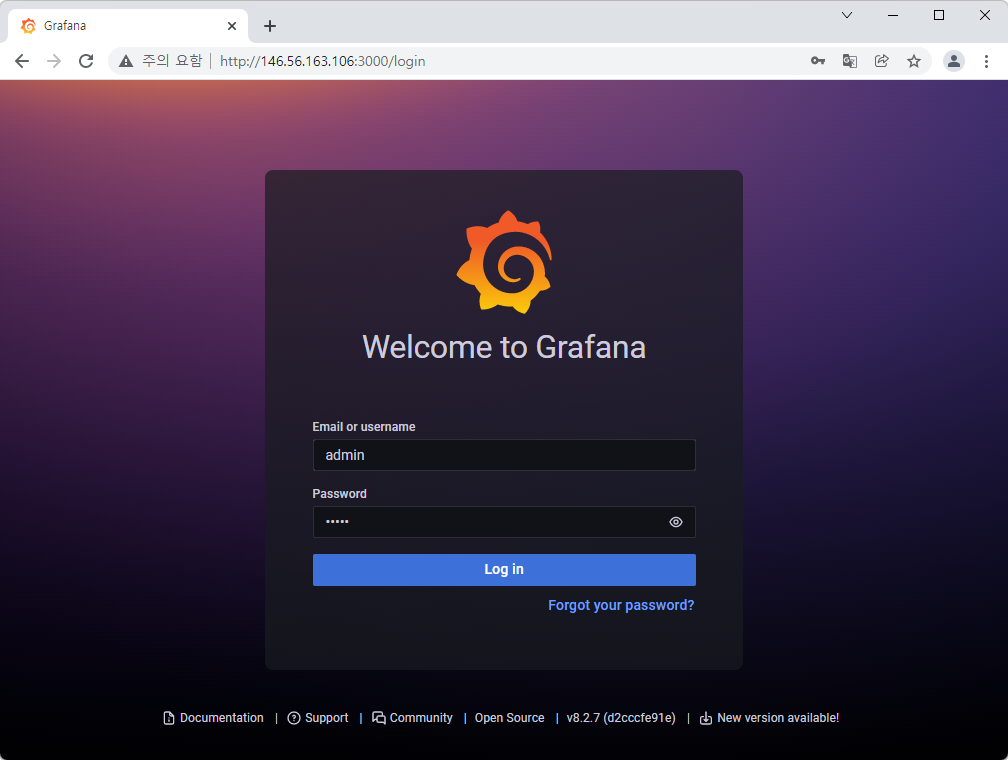 Grafana
주의 요함 | http://146.56.163.106:3000/login
Welcome to Grafana
Email or username
admin
Password
•••••
Log in
Forgot your password?
Documentation | Support | Community | Open Source | v8.2.7 (d2cccfe91e) | New version available!